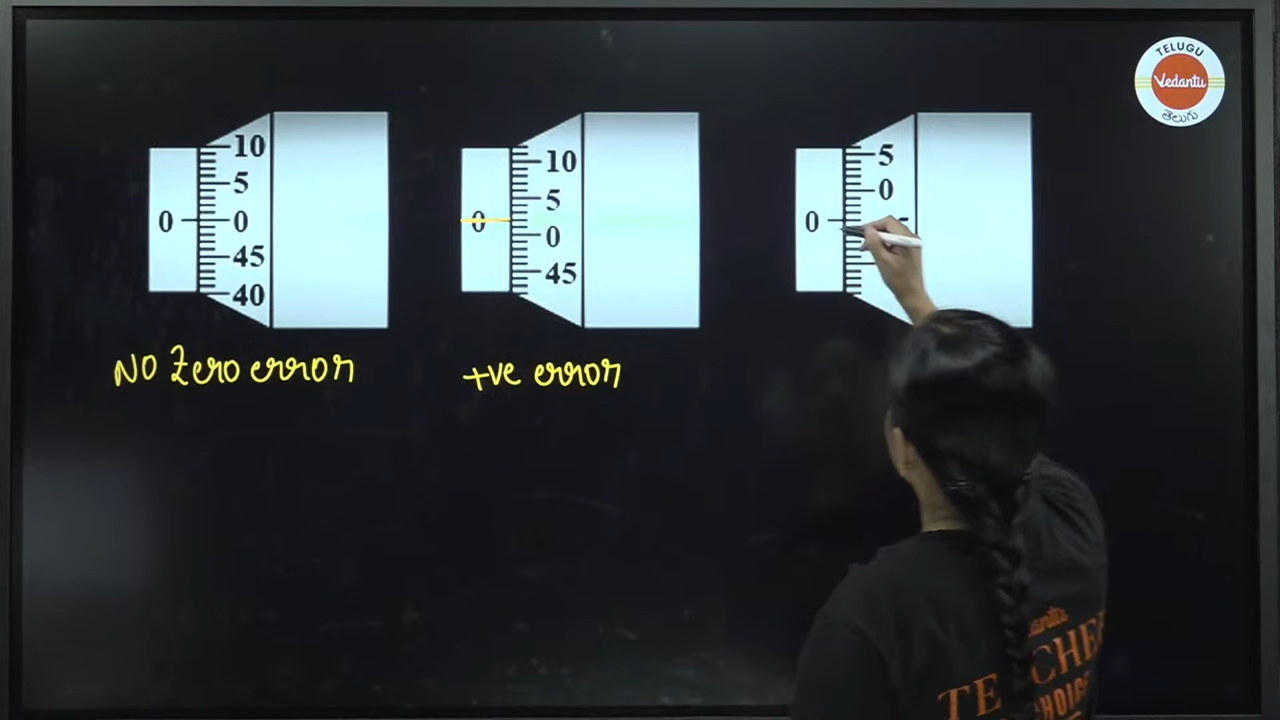 TELUGU
Vedantu
తెలుగు
10
5
0 0
45
40
10
5
0 0
45
5
0
0
No Zero error
+ve error